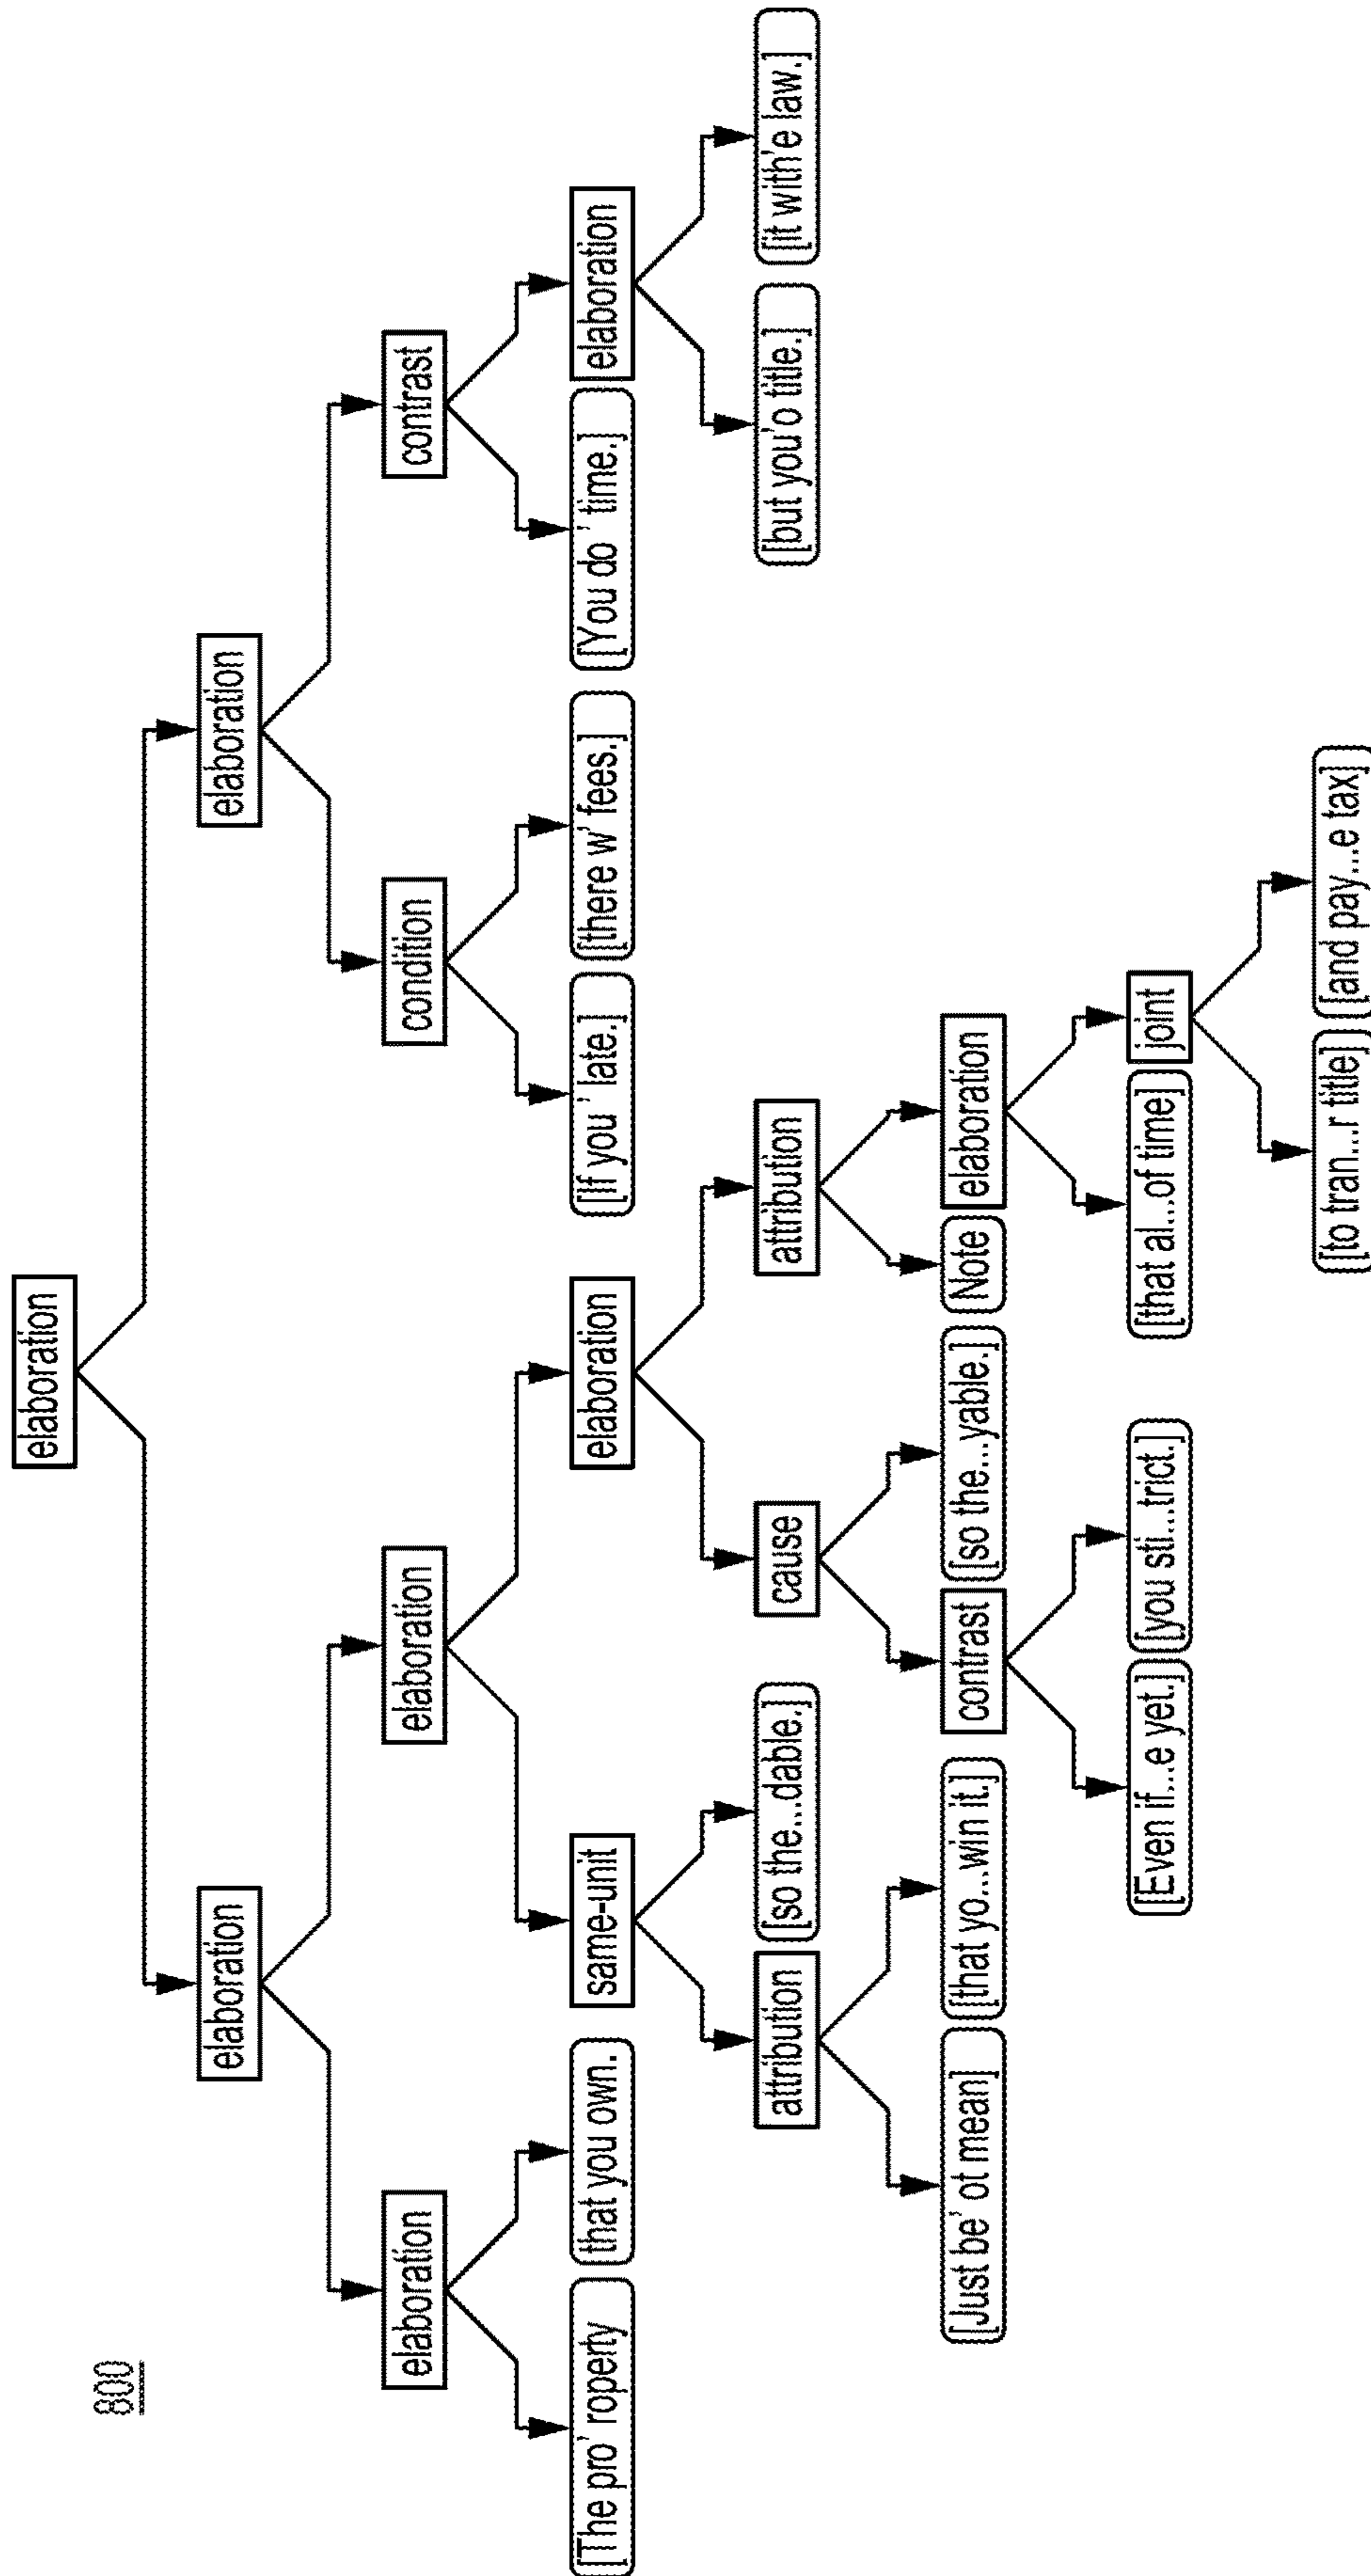 800
elaboration
elaboration
elaboration
elaboration
elaboration
condition
contrast
[The pro' roperty
that you own.
same-unit
elaboration
[If you ' late.]
[there w' fees.]
[You do ' time.]
elaboration
attribution
[so the...dable.]
cause
attribution
[but you'o title.]
[it with'e law.]
[Just be' ot mean]
[that yo...win it.]
contrast
[so the...yable.]
Note
elaboration
[Even if...e yet.]
[you sti...trict.]
[that al...of time]
joint
[to tran...r title]
[and pay...e tax]